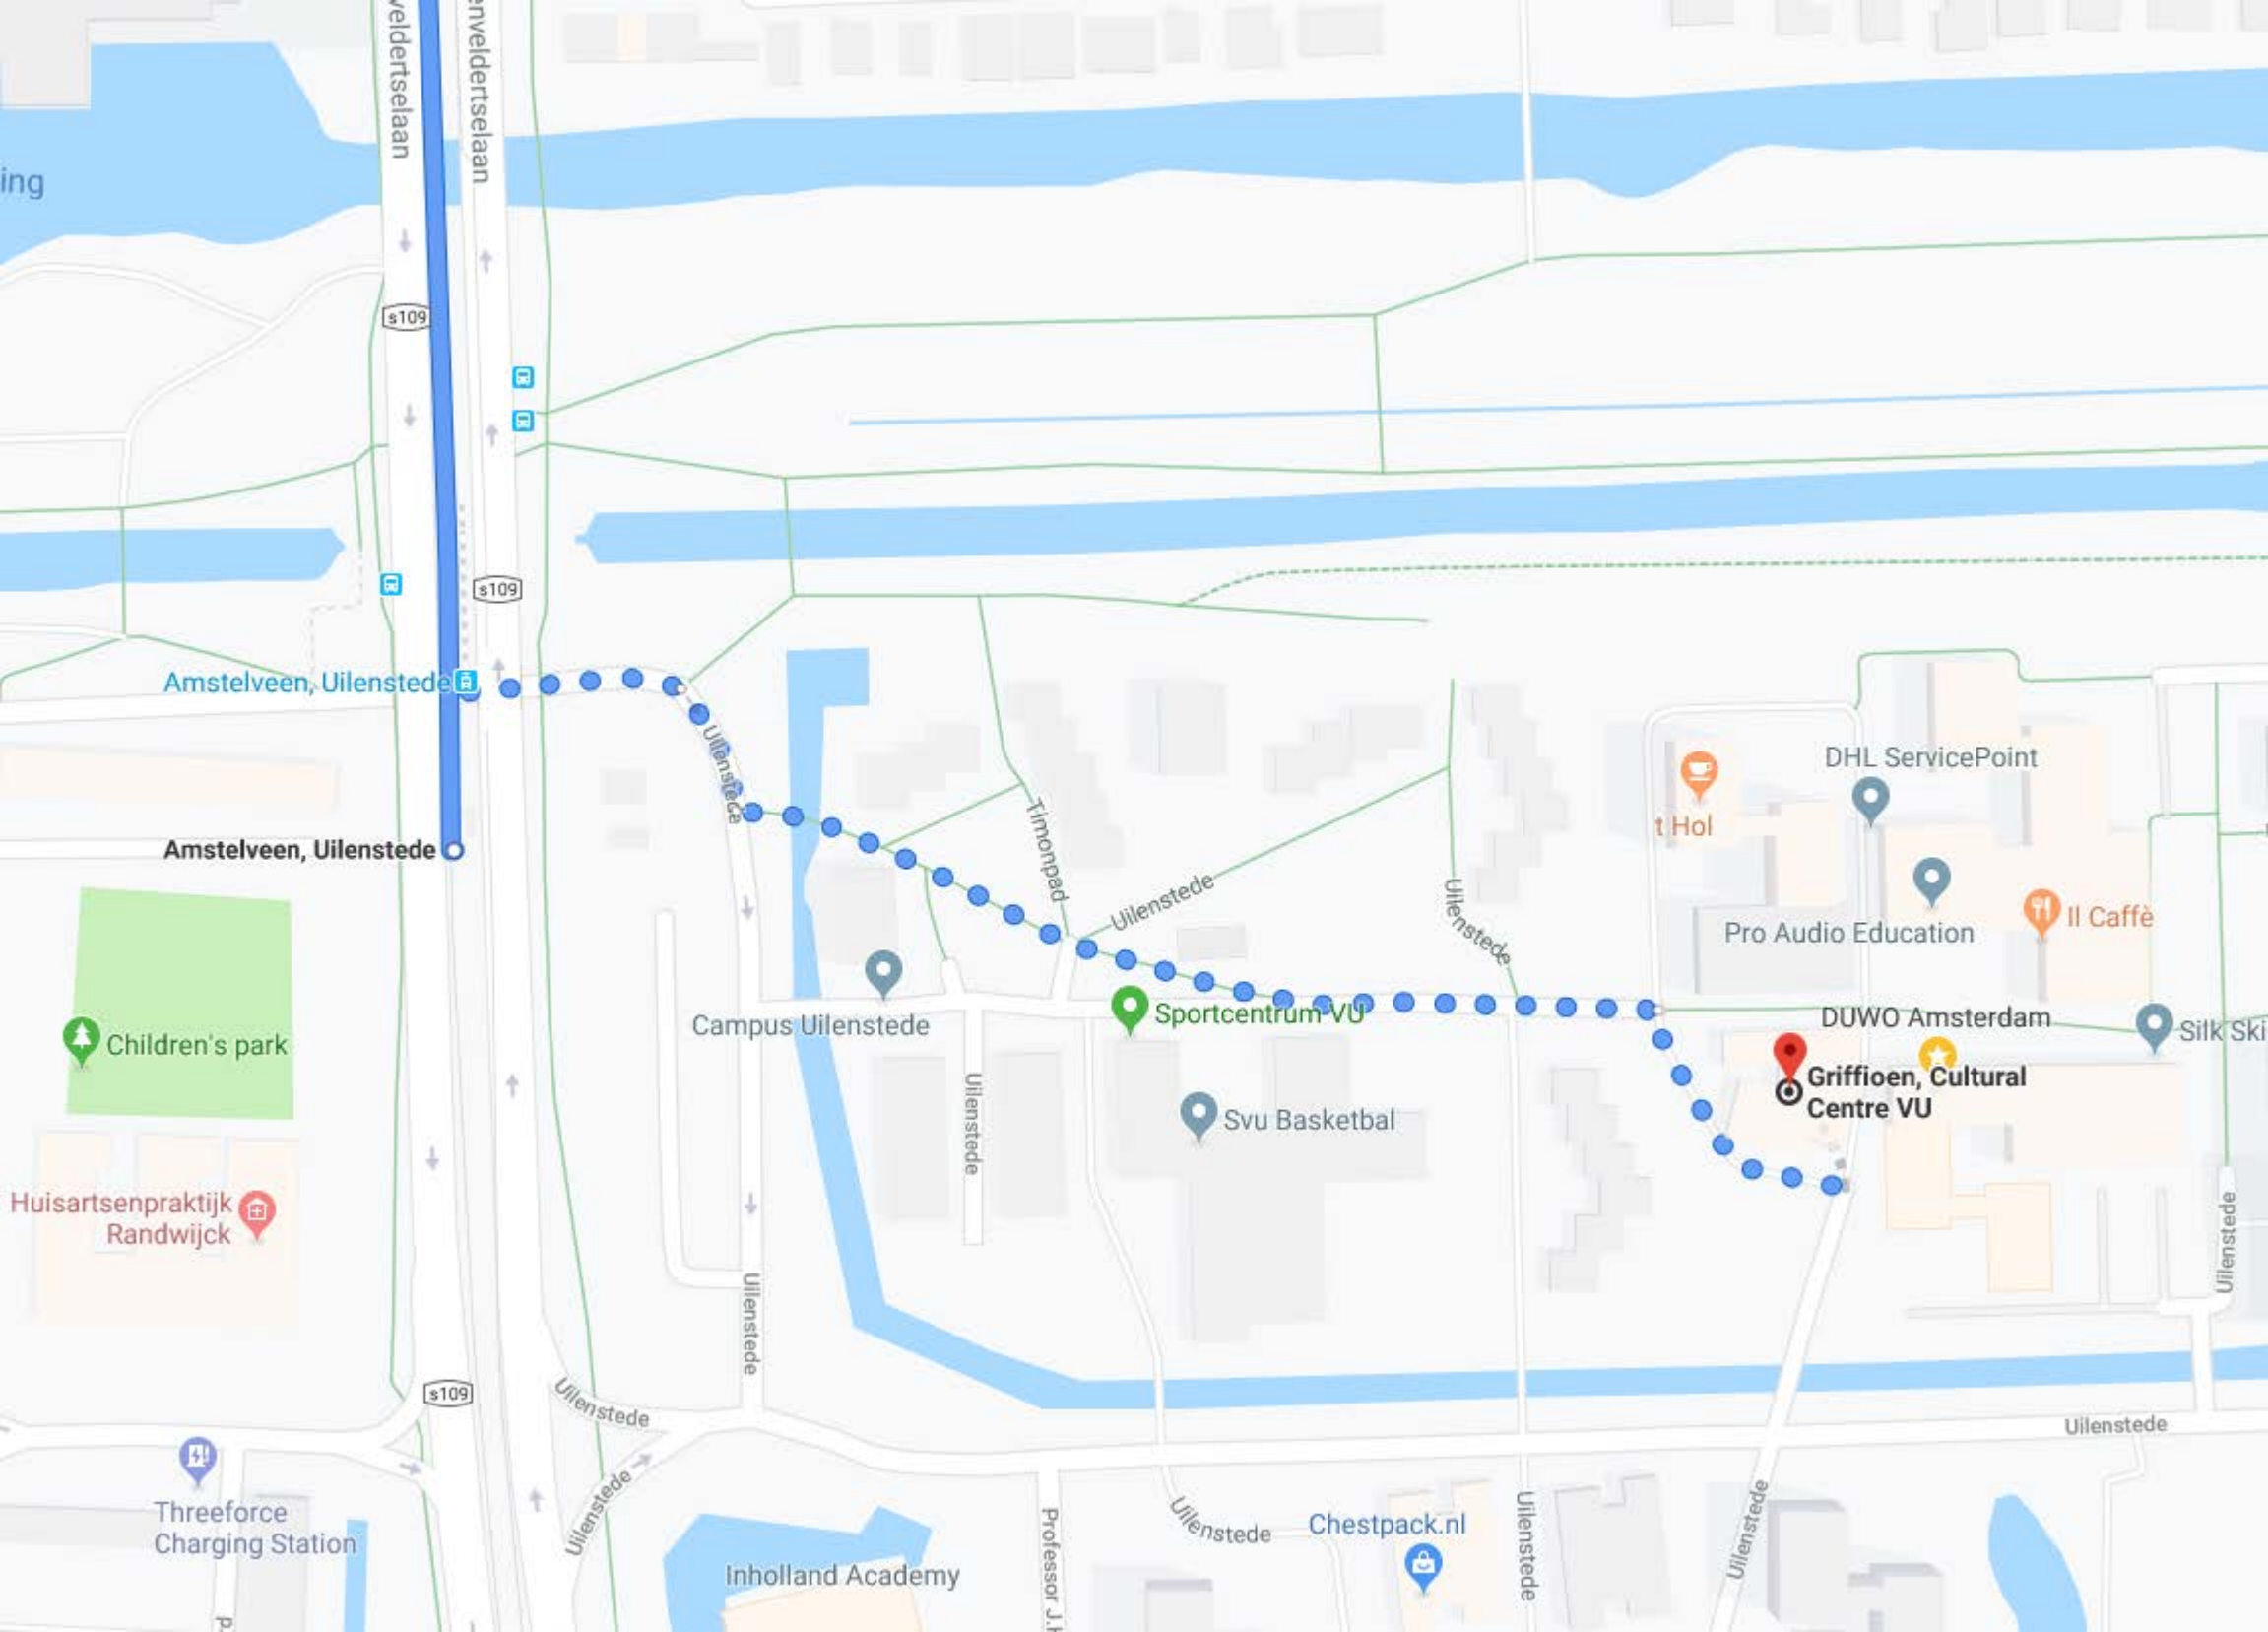 veldertselaan
enveldertselaan
ing
s109
s109
Amstelveen, Uilenstede
Uilenstede
DHL ServicePoint
t Hol
Timonpad
Amstelveen, Uilenstede
Uilenstede
Uilenstede
Il Caffè
Pro Audio Education
Campus Uilenstede
Sportcentrum VU
DUWO Amsterdam
Silk Ski
Children's park
Griffioen, Cultural
Centre VU
Uilenstede
Svu Basketbal
Huisartsenpraktijk
Randwijck
Uilenstede
Uilenstede
s109
Uilenstede
Uilenstede
Uilenstede
Threeforce
Charging Station
Uilenstede
Chestpack.nl
Uilenstede
Uilenstede
Professor J.H
Inholland Academy
P.